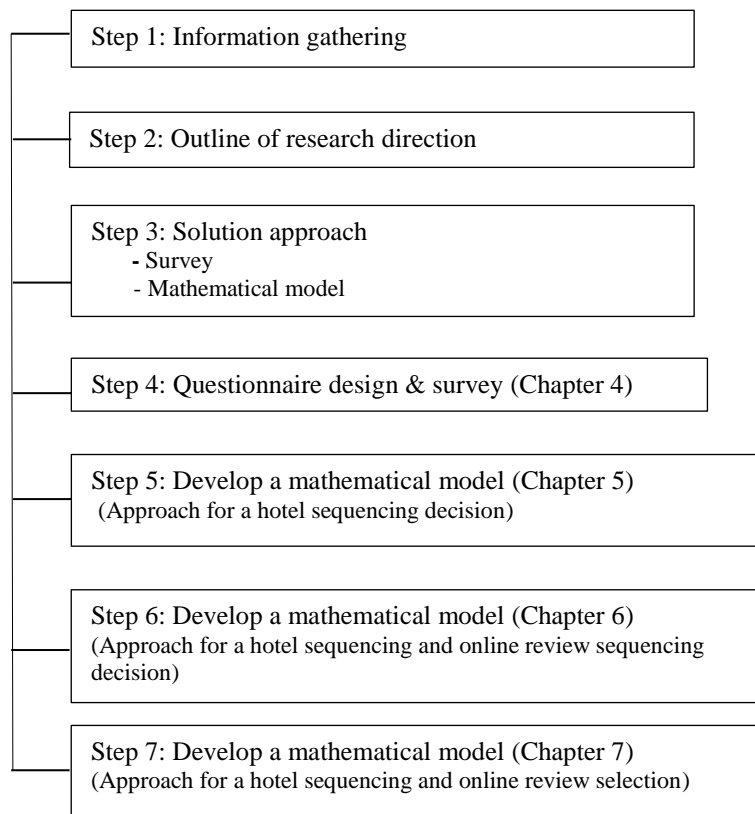 Step 1: Information gathering
Step 2: Outline of research direction
Step 3: Solution approach
- Survey
- Mathematical model
Step 4: Questionnaire design & survey (Chapter 4)
Step 5: Develop a mathematical model (Chapter 5)
(Approach for a hotel sequencing decision)
Step 6: Develop a mathematical model (Chapter 6)
(Approach for a hotel sequencing and online review sequencing
decision)
Step 7: Develop a mathematical model (Chapter 7)
(Approach for a hotel sequencing and online review selection)